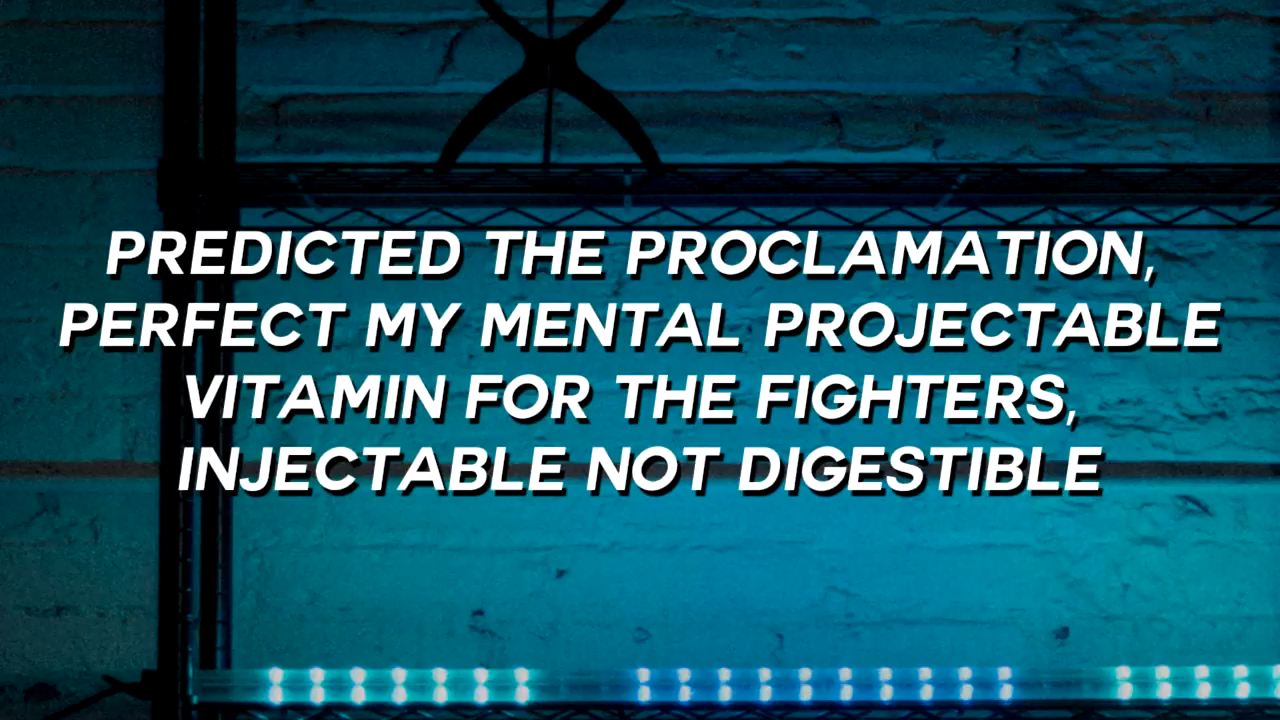 PREDICTED THE PROCLAMATION,
PERFECT MY MENTAL PROJECTABLE
VITAMIN FOR THE FIGHTERS,
INJECTABLE NOT DIGESTIBLE